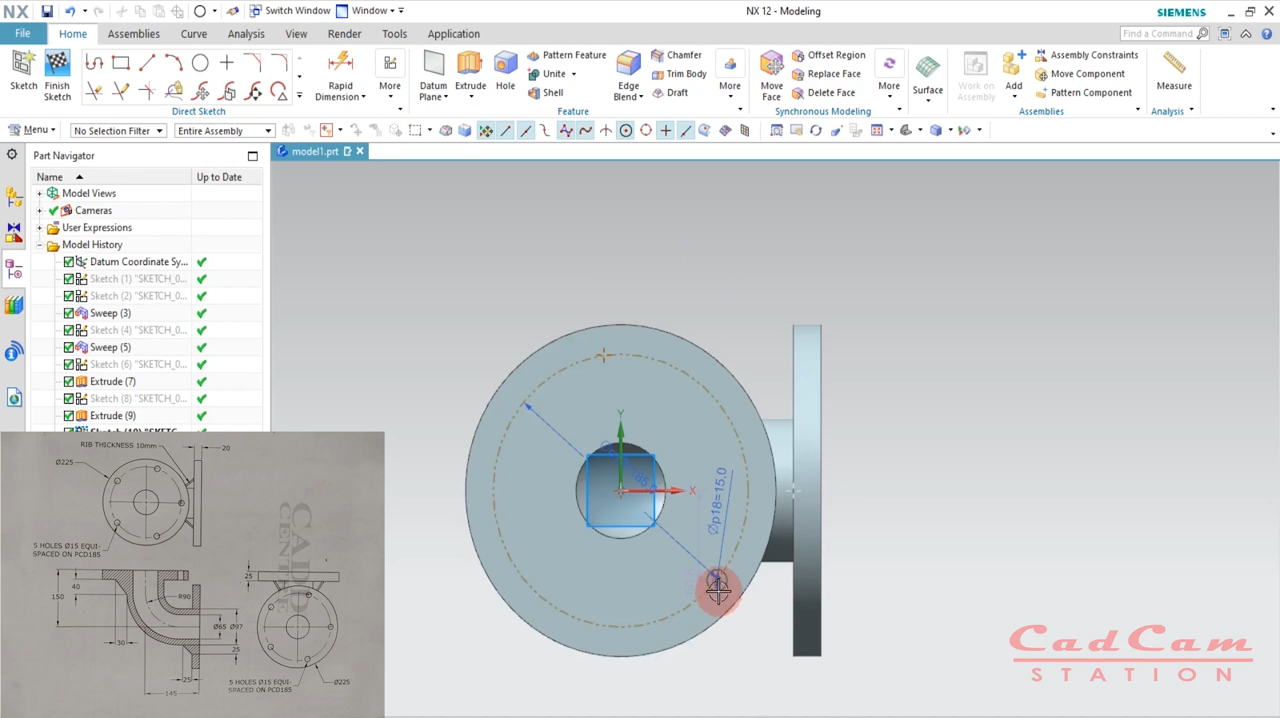 NX
Switch Window
Window
NX 12 - Modeling
SIEMENS
File
Home
Assemblies
Curve
Analysis
View
Render
Tools
Application
Find a Command
Sketch
Finish Sketch
Rapid Dimension
More
Direct Sketch
Datum Plane
Extrude
Hole
Pattern Feature
Unite
Shell
Edge Blend
Chamfer
Trim Body
Draft
More
Feature
Move Face
Offset Region
Replace Face
Delete Face
More
Synchronous Modeling
Surface
Work on Assembly
Add
Assembly Constraints
Move Component
Pattern Component
Assemblies
Measure
Analysis
Menu
No Selection Filter
Entire Assembly
Part Navigator
model1.prt
Name
Up to Date
Model Views
Cameras
User Expressions
Model History
Datum Coordinate Sy...
Sketch (1) "SKETCH_0...
Sketch (2) "SKETCH_0...
Sweep (3)
Sketch (4) "SKETCH_0...
Sweep (5)
Sketch (6) "SKETCH_0...
Extrude (7)
Sketch (8) "SKETCH_0...
Extrude (9)
Y
X
Øp18=15,0
RIB THICKNESS 10mm
20
Ø225
5 HOLES Ø15 EQUI-
SPACED ON PCD185
CAD
CENT
25
40
150
R90
Ø65
Ø97
30
25
25
145
5 HOLES Ø15 EQUI-
SPACED ON PCD185
Ø225
CadCam
STATION